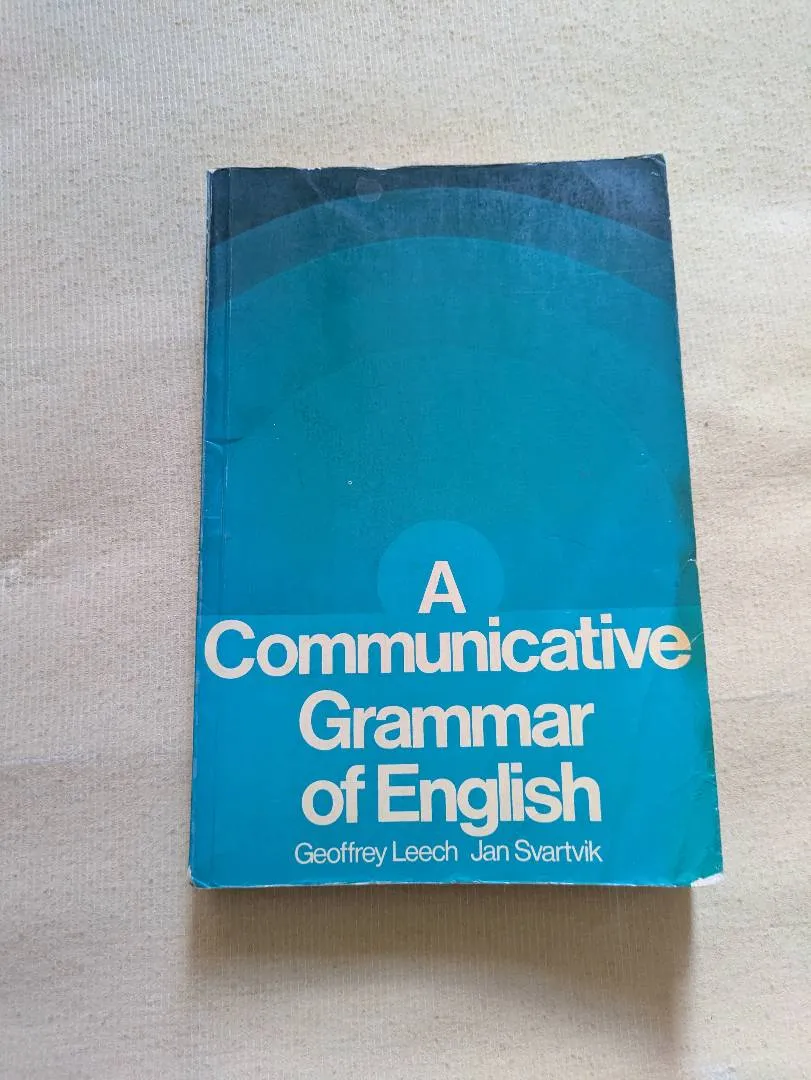 A
Communicative
Grammar
of English
Geoffrey Leech Jan Svartvik